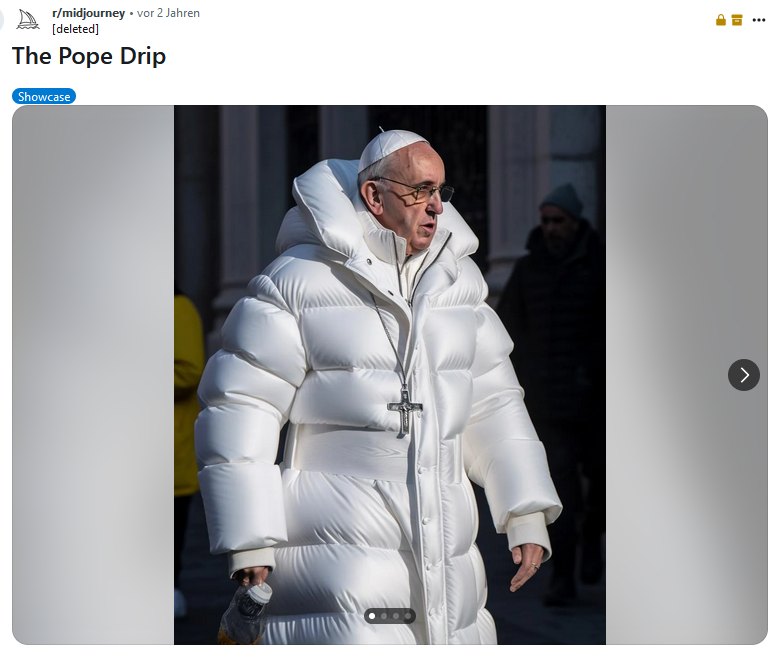 r/midjourney • vor 2 Jahren
[deleted]
The Pope Drip
Showcase